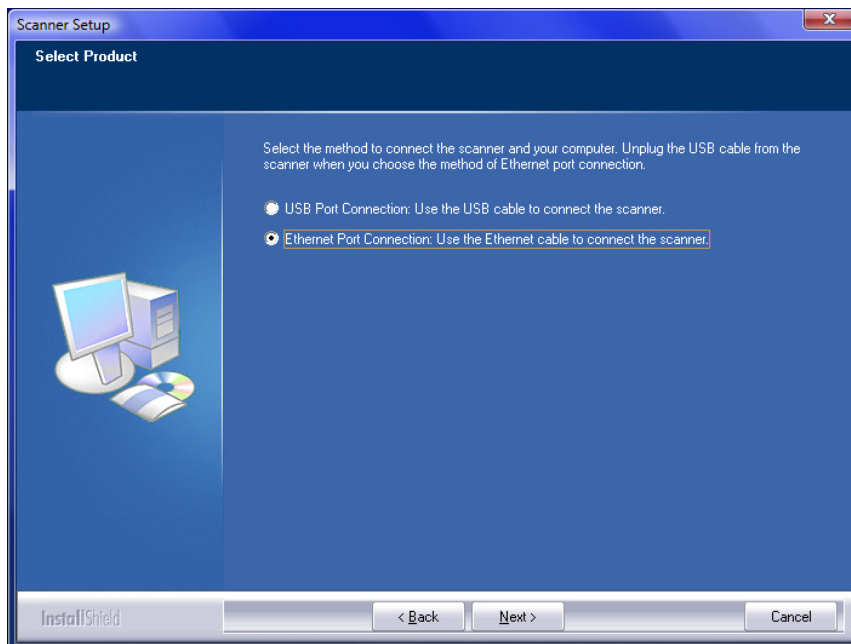 Scanner Setup
Select Product
Select the method to connect the scanner and your computer. Unplug the USB cable from the
scanner when you choose the method of Ethernet port connection.
USB Port Connection: Use the USB cable to connect the scanner.
Ethernet Port Connection: Use the Ethernet cable to connect the scanner.
InstallShield
< Back
Next >
Cancel